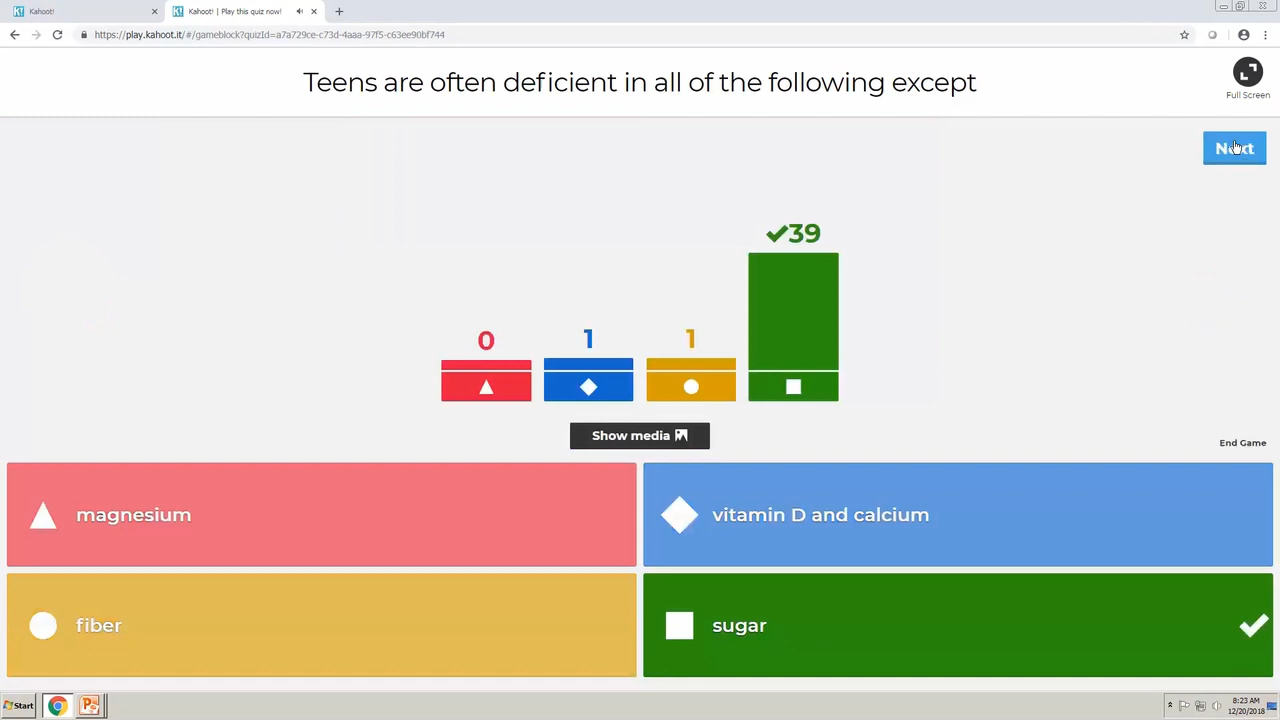 Kahoot!
Kahoot! | Play this quiz now!
https://play.kahoot.it/#/gameblock?quizId=a7a729ce-c73d-4aaa-97f5-c63ee90bf744
Teens are often deficient in all of the following except
Full Screen
Next
0
1
1
39
Show media
End Game
magnesium
vitamin D and calcium
fiber
sugar
Start
8:23 AM
12/20/2018